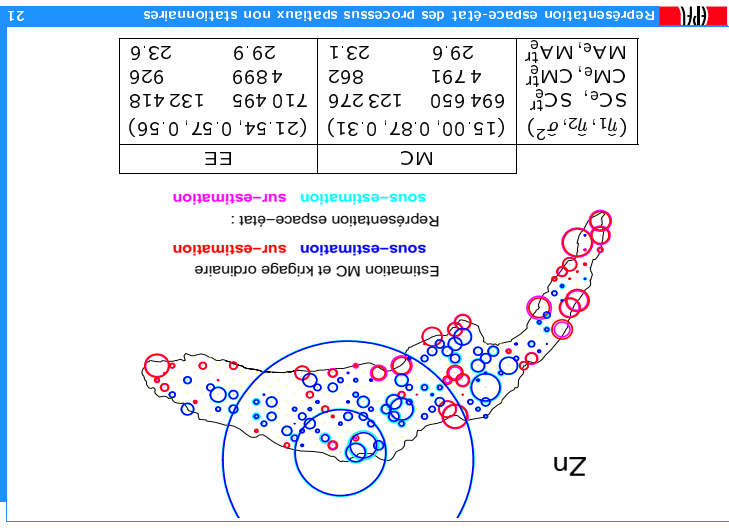 Zn
Estimation MC et krigage ordinaire
sous−estimation sur−estimation
Représentation espace−état :
sous−estimation sur−estimation
MC EE
(η̂₁, η̂₂, σ̂²) (15.00, 0.87, 0.31) (21.54, 0.57, 0.56)
SCₑ, SCₑᵗʳ 694 650 123 276 710 495 132 418
CMₑ, CMₑᵗʳ 4 791 862 4 899 926
MAₑ, MAₑᵗʳ 29.6 23.1 29.9 23.6
Représentation espace-état des processus spatiaux non stationnaires 21